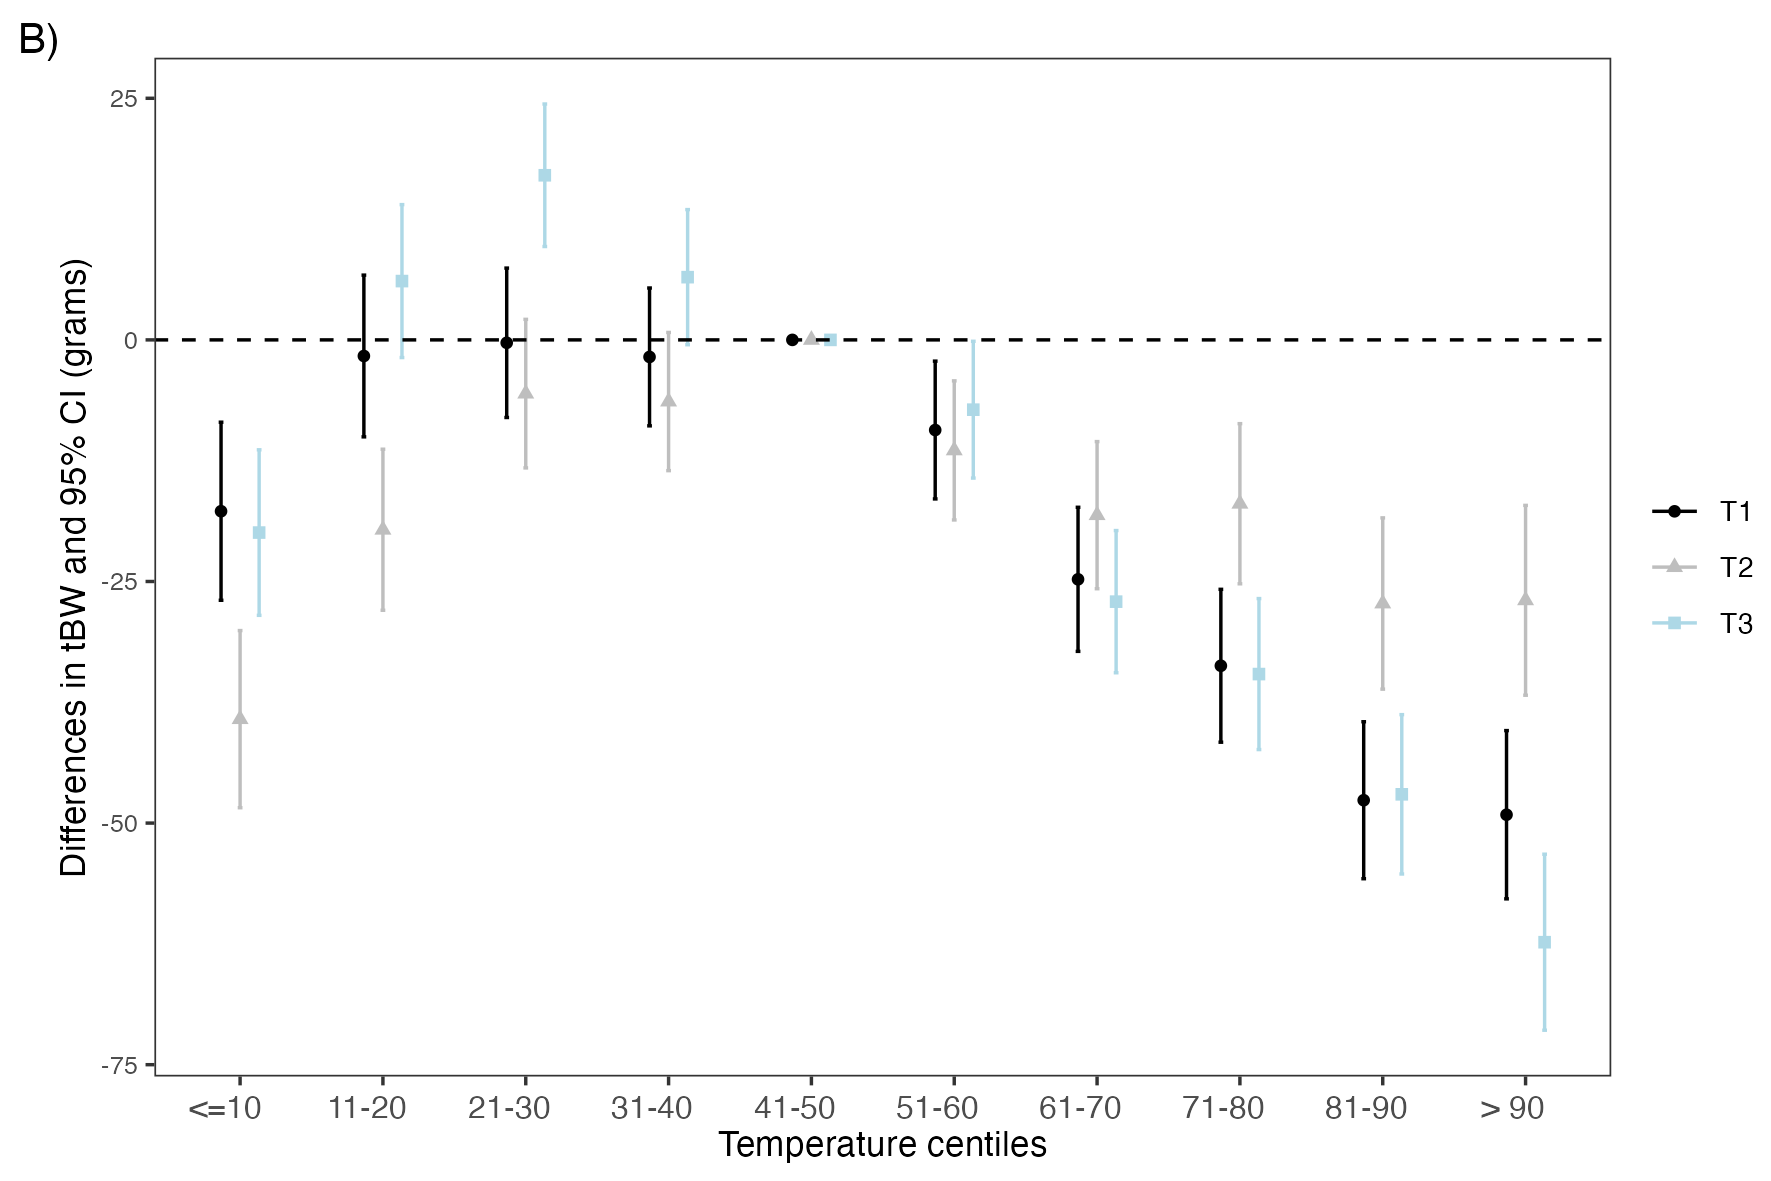 B)
Differences in tBW and 95% CI (grams)
25
0
-25
-50
-75
<=10 11-20 21-30 31-40 41-50 51-60 61-70 71-80 81-90 > 90
Temperature centiles
T1
T2
T3